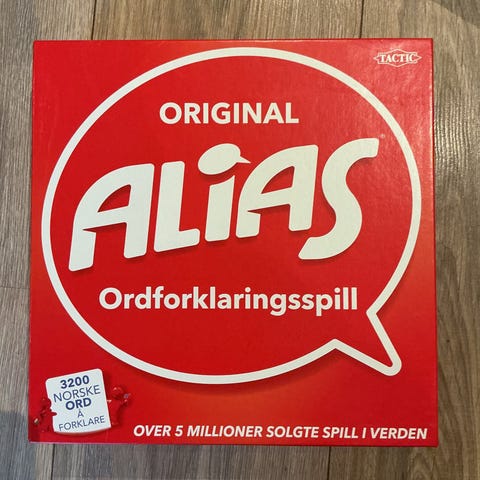 TACTIC
ORIGINAL
ALiAS
Ordforklaringsspill
3200
NORSKE
ORD
Å
FORKLARE
OVER 5 MILLIONER SOLGTE SPILL I VERDEN